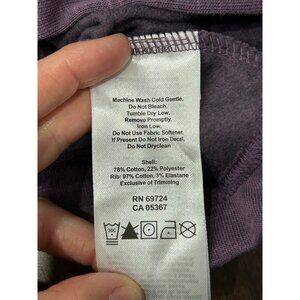 Machine Wash Cold Gentle,
Do Not Bleach,
Tumble Dry Low,
Remove Promptly,
Iron Low,
Do Not Use Fabric Softener,
If Present Do Not Iron Decal,
Do Not Dryclean
Shell:
78% Cotton, 22% Polyester
Rib: 97% Cotton, 3% Elastane
Exclusive of Trimming
RN 69724
CA 05367